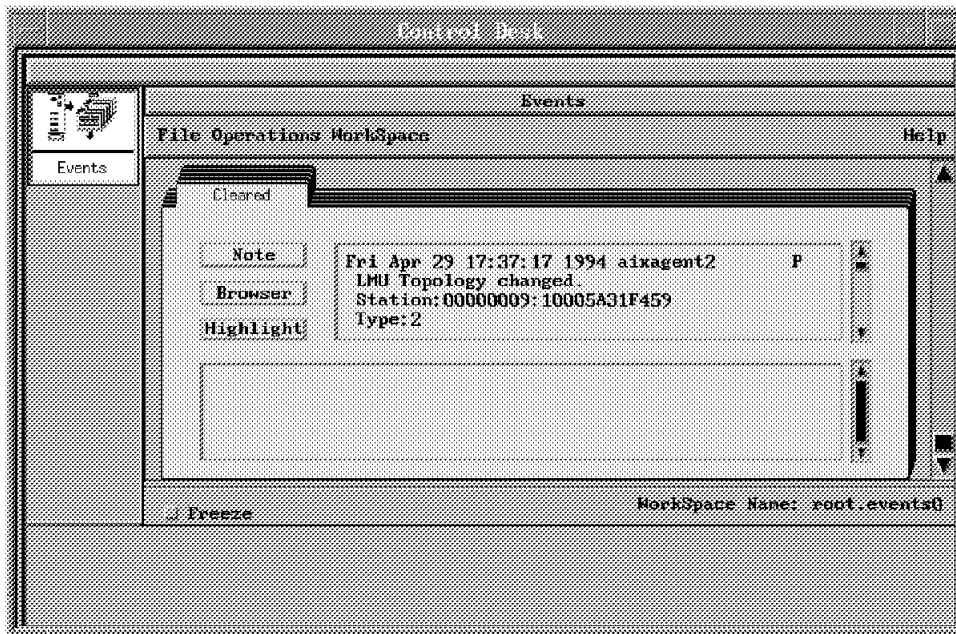 Control Desk
Events
File Operations WorkSpace Help
Events
Cleared
Note
Browser
Highlight
Fri Apr 29 17:37:17 1994 aixagent2 P
LMU Topology changed.
Station:00000009:10005A31F459
Type:2
Freeze
WorkSpace Name: root.events0